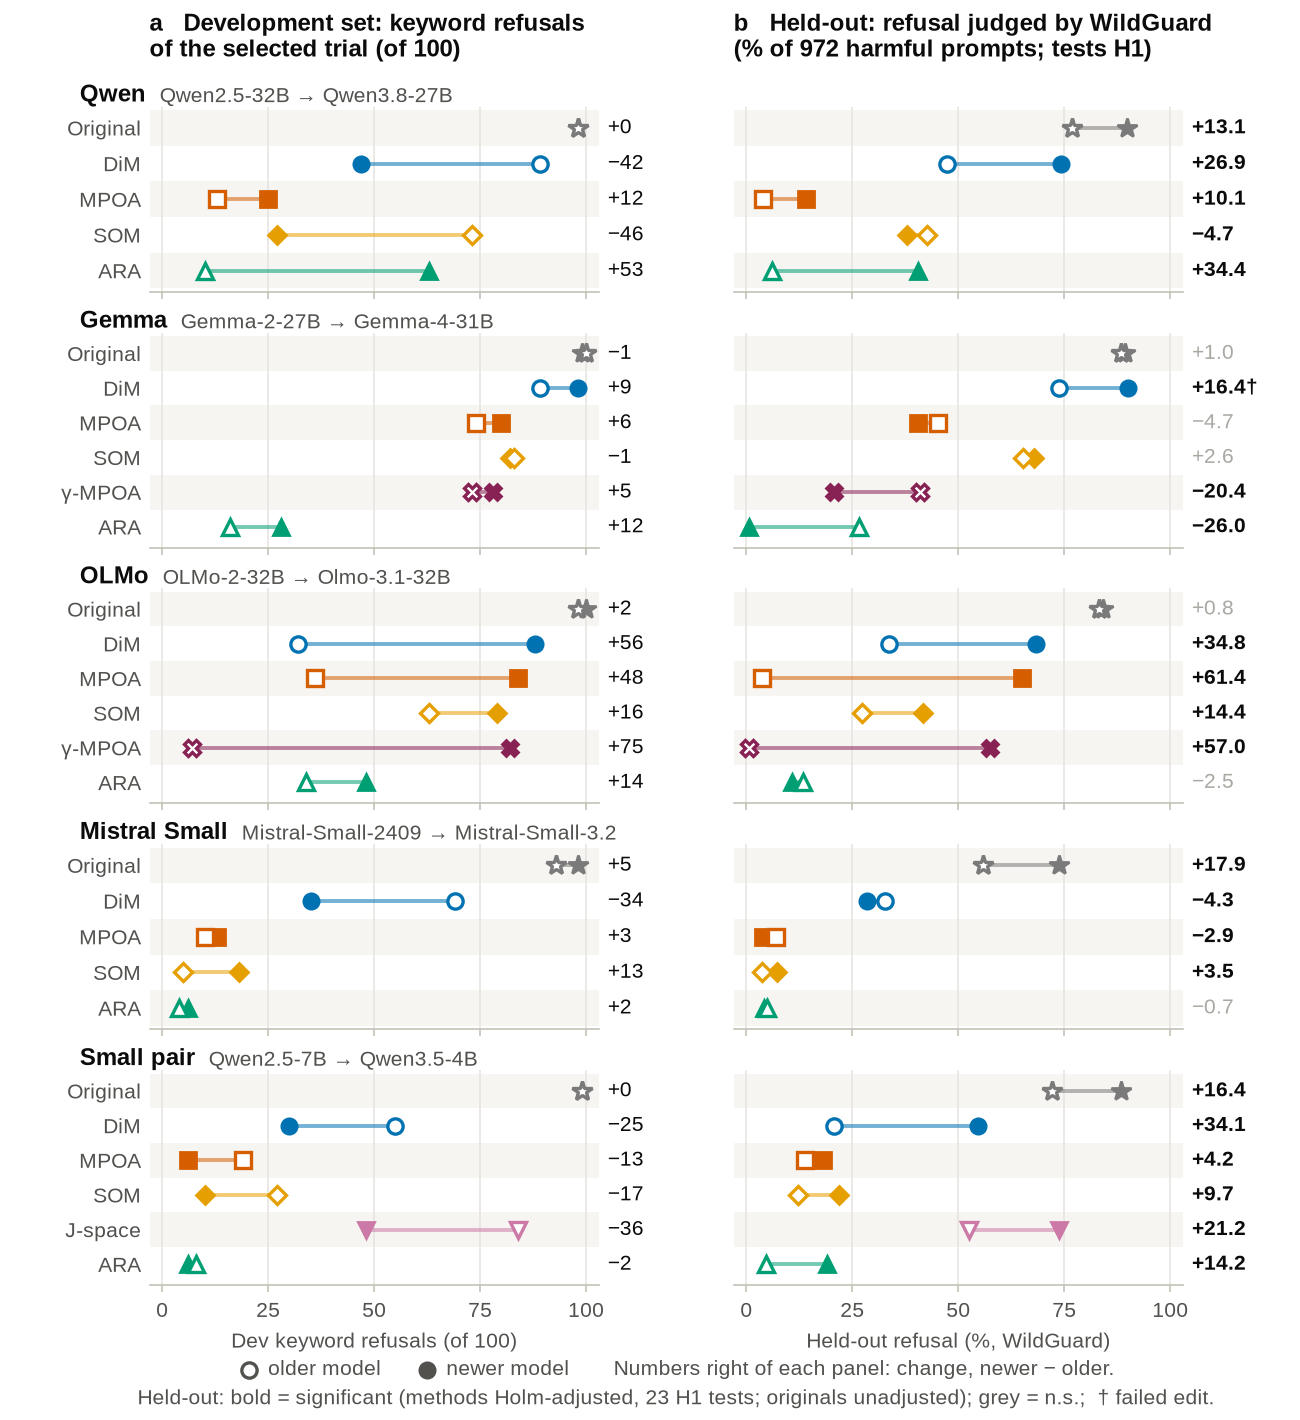 a Development set: keyword refusals
of the selected trial (of 100)
b Held-out: refusal judged by WildGuard
(% of 972 harmful prompts; tests H1)
Qwen Qwen2.5-32B → Qwen3.8-27B
Original +0 +13.1
DiM −42 +26.9
MPOA +12 +10.1
SOM −46 −4.7
ARA +53 +34.4
Gemma Gemma-2-27B → Gemma-4-31B
Original −1 +1.0
DiM +9 +16.4†
MPOA +6 −4.7
SOM −1 +2.6
γ-MPOA +5 −20.4
ARA +12 −26.0
OLMo OLMo-2-32B → Olmo-3.1-32B
Original +2 +0.8
DiM +56 +34.8
MPOA +48 +61.4
SOM +16 +14.4
γ-MPOA +75 +57.0
ARA +14 −2.5
Mistral Small Mistral-Small-2409 → Mistral-Small-3.2
Original +5 +17.9
DiM −34 −4.3
MPOA +3 −2.9
SOM +13 +3.5
ARA +2 −0.7
Small pair Qwen2.5-7B → Qwen3.5-4B
Original +0 +16.4
DiM −25 +34.1
MPOA −13 +4.2
SOM −17 +9.7
J-space −36 +21.2
ARA −2 +14.2
0 25 50 75 100 0 25 50 75 100
Dev keyword refusals (of 100) Held-out refusal (%, WildGuard)
older model newer model Numbers right of each panel: change, newer − older.
Held-out: bold = significant (methods Holm-adjusted, 23 H1 tests; originals unadjusted); grey = n.s.; † failed edit.